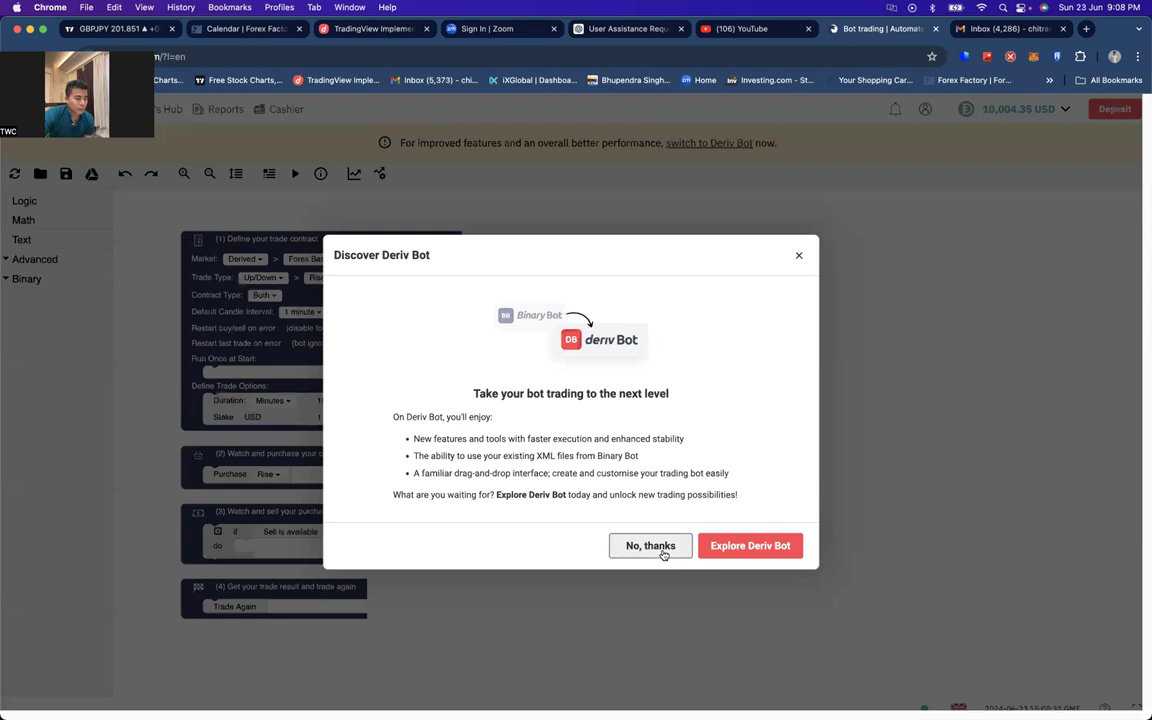 Chrome File Edit View History Bookmarks Profiles Tab Window Help Sun 23 Jun 9:08 PM
GBPJPY 201.851 ▲ +0. Calendar | Forex Facto TradingView Implemen Sign In | Zoom User Assistance Requ (106) YouTube Bot trading | Automate Inbox (4,286) - chitra
m/?l=en
Charts... Free Stock Charts,... TradingView Imple... Inbox (5,373) – chi... iXGlobal | Dashboa... Bhupendra Singh... Home Investing.com - St... Your Shopping Car... Forex Factory | For... » All Bookmarks
's Hub Reports Cashier 10,004.35 USD Deposit
TWC
For improved features and an overall better performance, switch to Deriv Bot now.
Logic
Math
Text
Advanced
Binary
(1) Define your trade contract
Market: Derived > Forex Bas
Trade Type: Up/Down > Ris
Contract Type: Both
Default Candle Interval: 1 minute
Restart buy/sell on error (disable fo
Restart last trade on error (bot igno
Run Once at Start:
Define Trade Options:
Duration: Minutes 1
Stake USD 1
(2) Watch and purchase your c
Purchase Rise
(3) Watch and sell your purcha
if Sell is available
do
(4) Get your trade result and trade again
Trade Again
Discover Deriv Bot
×
BB Binary Bot
DB deriv Bot
Take your bot trading to the next level
On Deriv Bot, you'll enjoy:
• New features and tools with faster execution and enhanced stability
• The ability to use your existing XML files from Binary Bot
• A familiar drag-and-drop interface; create and customise your trading bot easily
What are you waiting for? Explore Deriv Bot today and unlock new trading possibilities!
No, thanks Explore Deriv Bot